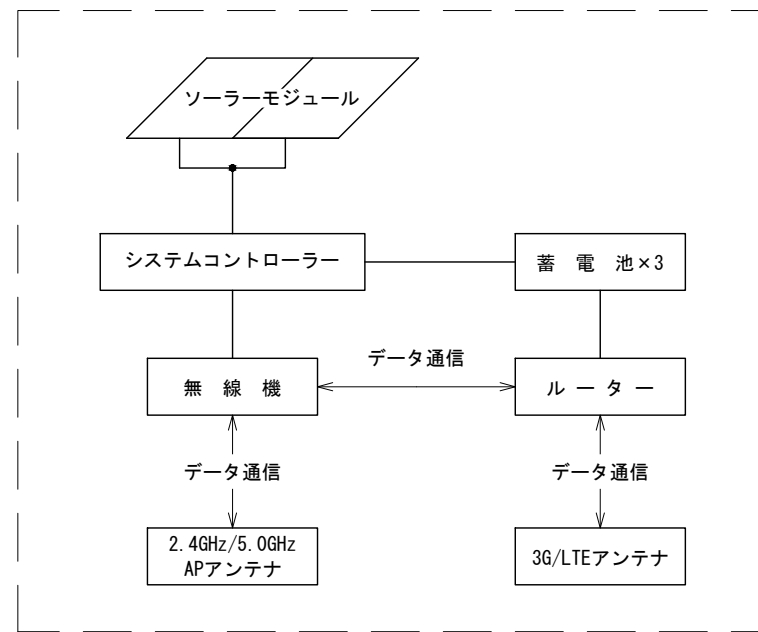 ソーラーモジュール
システムコントローラー
蓄 電 池×3
データ通信
無 線 機
ル ー タ ー
データ通信
データ通信
2.4GHz/5.0GHz
APアンテナ
3G/LTEアンテナ